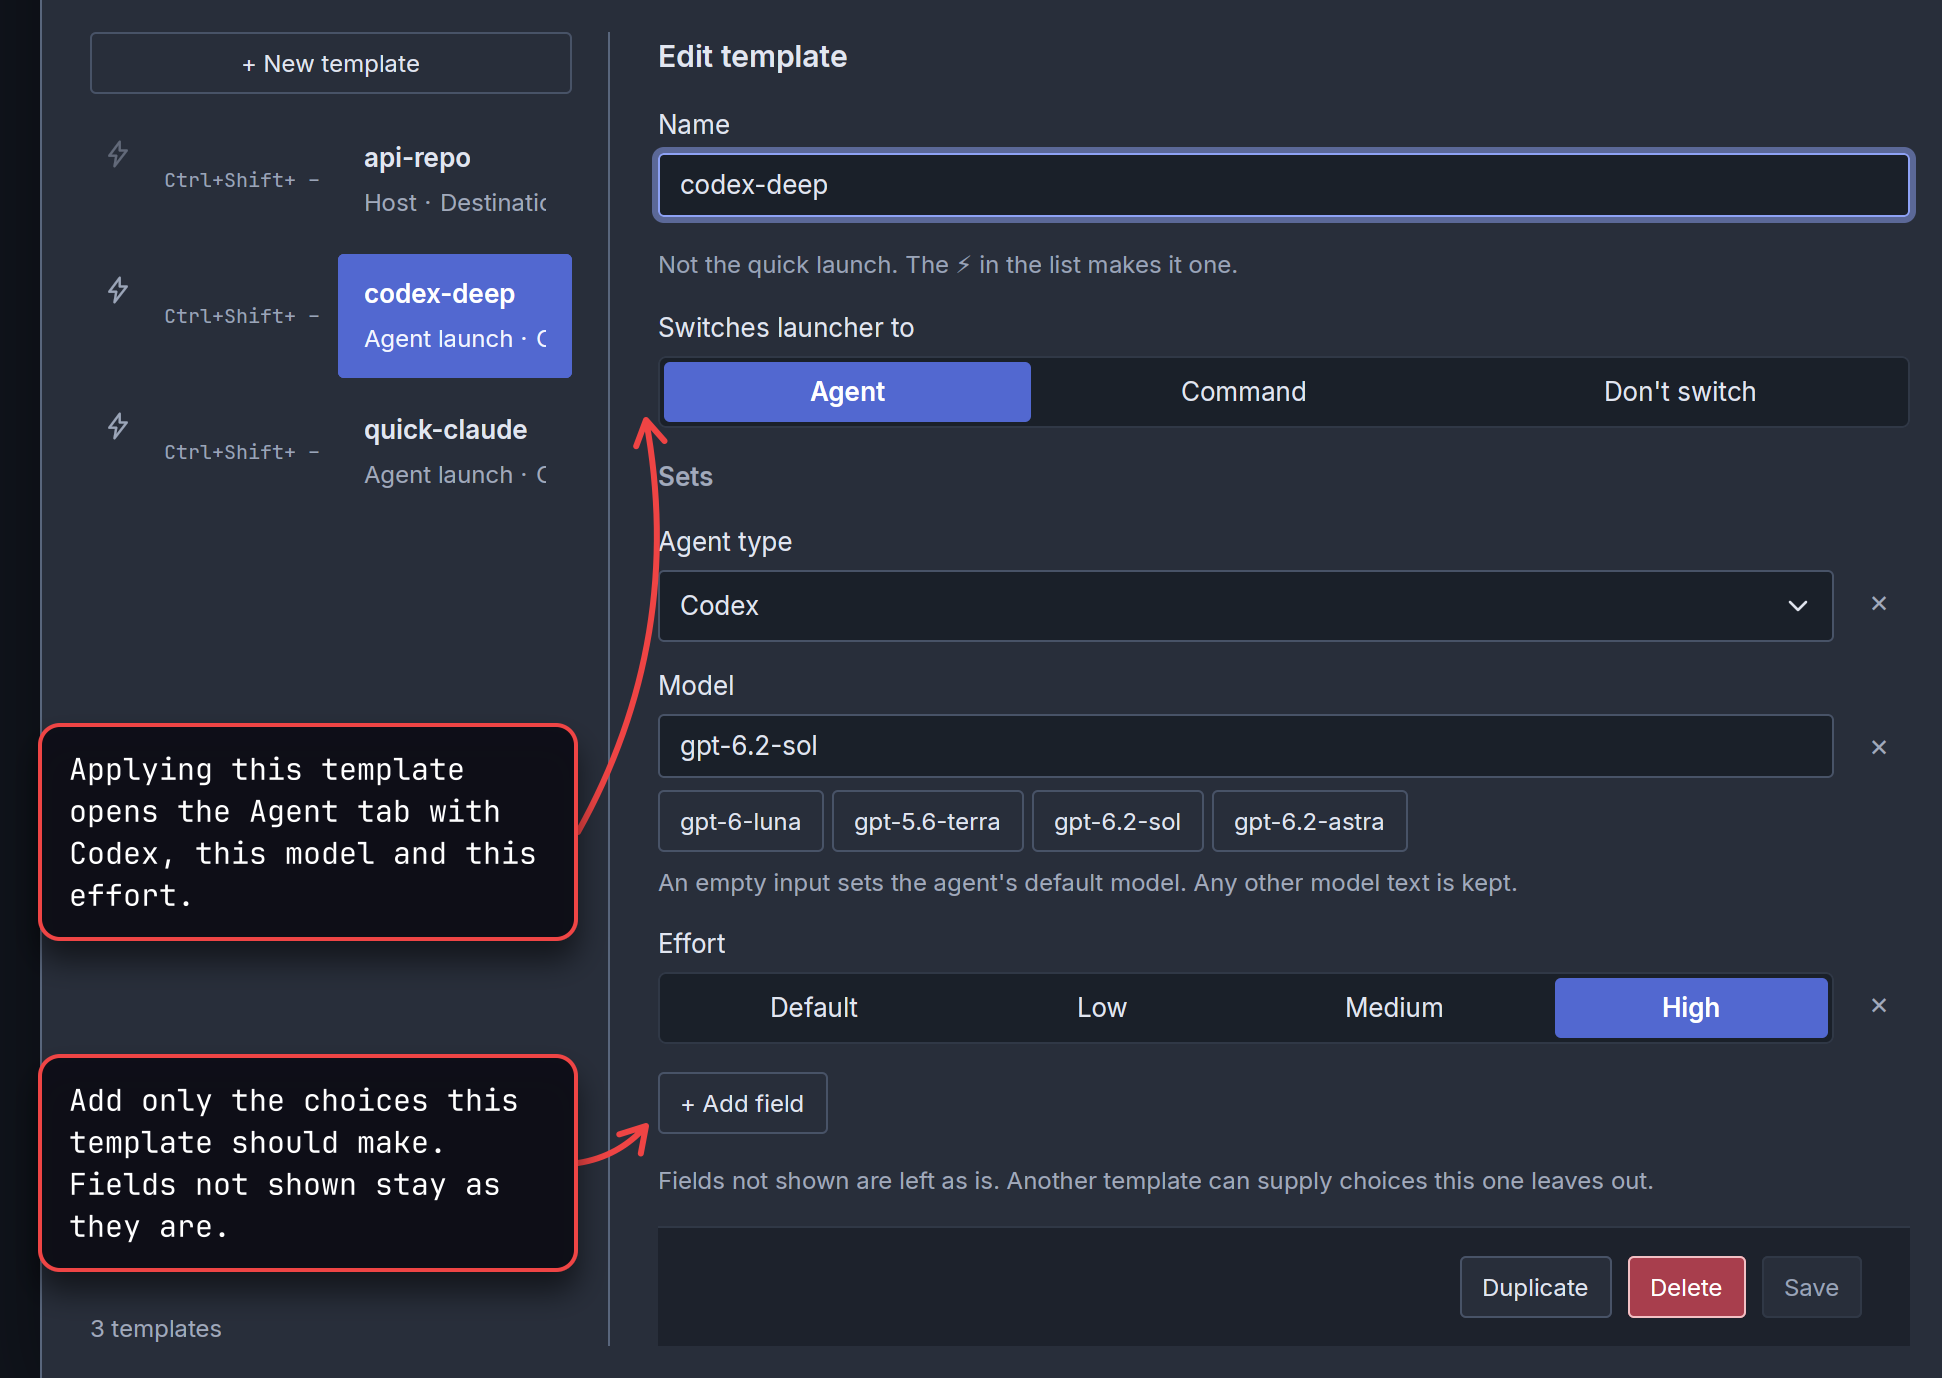 + New template
Ctrl+Shift+ –
api-repo
Host · Destinatic
Ctrl+Shift+ –
codex-deep
Agent launch · C
Ctrl+Shift+ –
quick-claude
Agent launch · C
Applying this template
opens the Agent tab with
Codex, this model and this
effort.
Add only the choices this
template should make.
Fields not shown stay as
they are.
3 templates
Edit template
Name
codex-deep
Not the quick launch. The ⚡ in the list makes it one.
Switches launcher to
Agent Command Don't switch
Sets
Agent type
Codex ×
Model
gpt-6.2-sol ×
gpt-6-luna gpt-5.6-terra gpt-6.2-sol gpt-6.2-astra
An empty input sets the agent's default model. Any other model text is kept.
Effort
Default Low Medium High ×
+ Add field
Fields not shown are left as is. Another template can supply choices this one leaves out.
Duplicate Delete Save